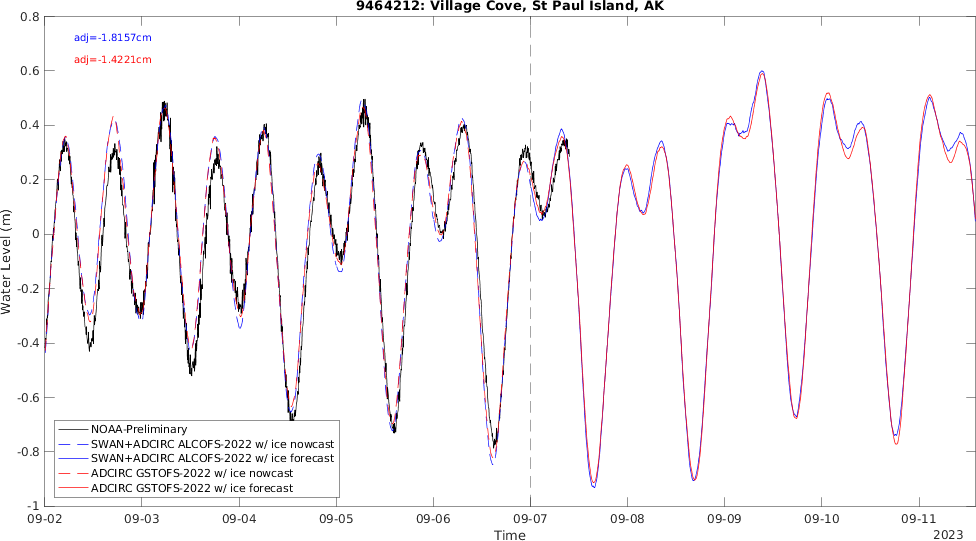 9464212: Village Cove, St Paul Island, AK
adj=-1.8157cm
adj=-1.4221cm
0.8
0.6
0.4
0.2
0
-0.2
-0.4
-0.6
-0.8
-1
Water Level (m)
NOAA-Preliminary
SWAN+ADCIRC ALCOFS-2022 w/ ice nowcast
SWAN+ADCIRC ALCOFS-2022 w/ ice forecast
ADCIRC GSTOFS-2022 w/ ice nowcast
ADCIRC GSTOFS-2022 w/ ice forecast
09-02 09-03 09-04 09-05 09-06 09-07 09-08 09-09 09-10 09-11
Time
2023